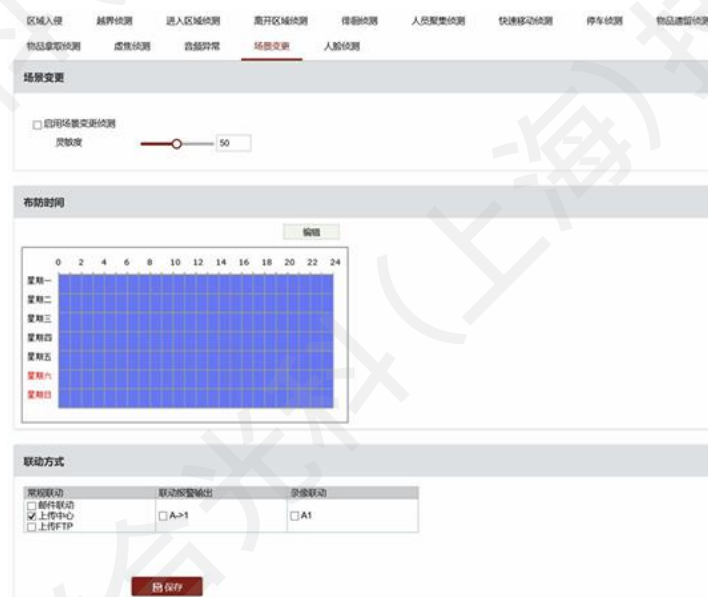 区域入侵 越界侦测 进入区域侦测 离开区域侦测 徘徊侦测 人员聚集侦测 快速移动侦测 停车侦测 物品遗留侦测
物品拿取侦测 虚焦侦测 音频异常 场景变更 人脸侦测
场景变更
启用场景变更侦测
灵敏度 50
布防时间
编辑
0 2 4 6 8 10 12 14 16 18 20 22 24
星期一
星期二
星期三
星期四
星期五
星期六
星期日
联动方式
常规联动 联动报警输出 录像联动
邮件联动
上传中心 A->1 A1
上传FTP
保存
合光科(上海)技